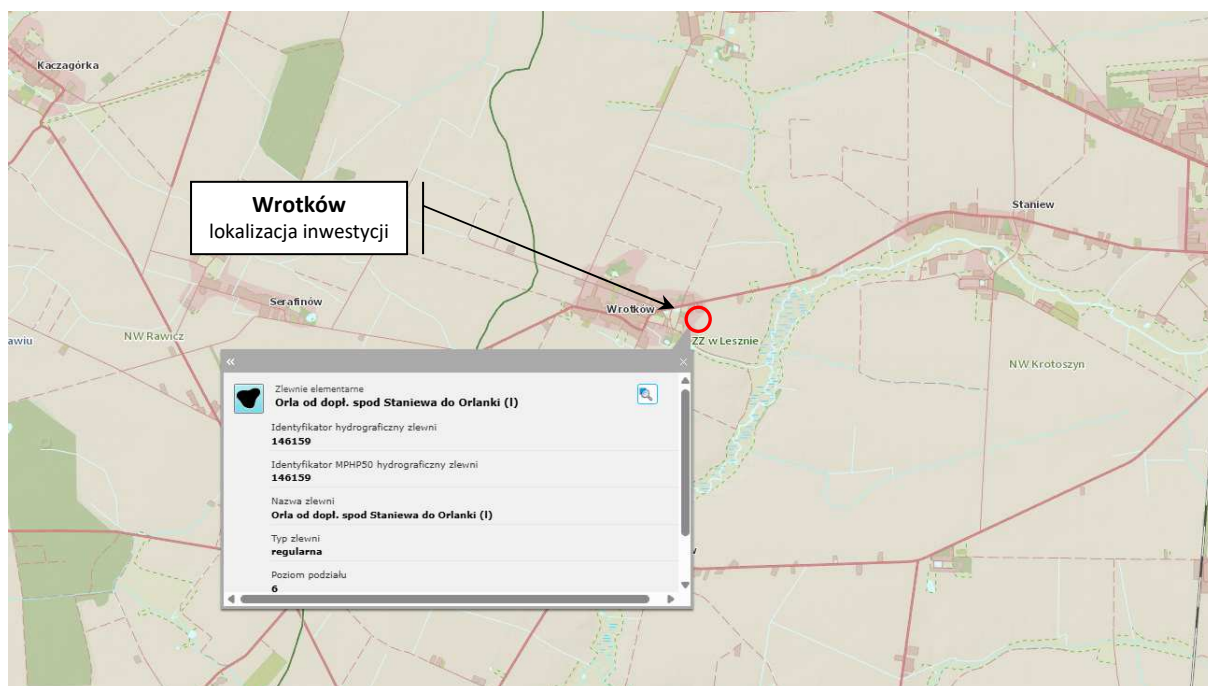 Kaczagórka
Wrotków
lokalizacja inwestycji
Staniew
Serafinów
Wrotków
awiu
NW Rawicz
ZZ w Lesznie
NW Krotoszyn
«
×
Zlewnie elementarne
Orla od dopł. spod Staniewa do Orlanki (l)
Identyfikator hydrograficzny zlewni
146159
Identyfikator MPHP50 hydrograficzny zlewni
146159
Nazwa zlewni
Orla od dopł. spod Staniewa do Orlanki (l)
Typ zlewni
regularna
Poziom podziału
6